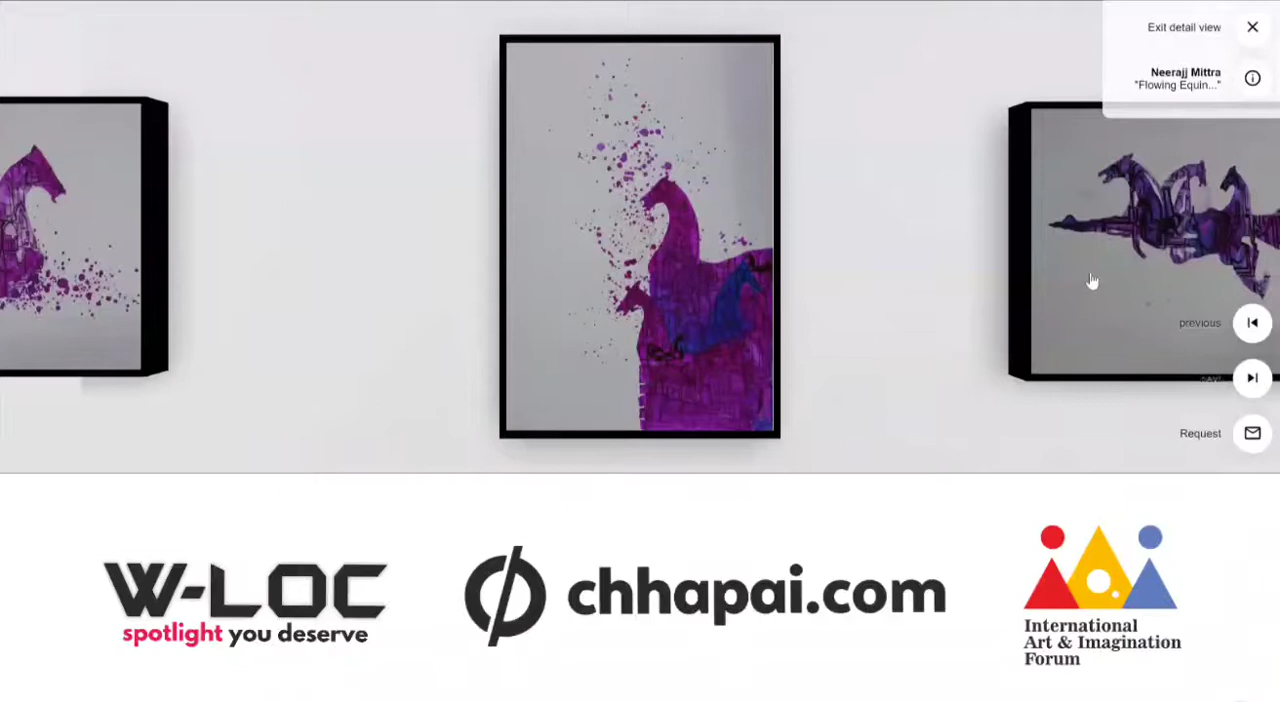 Exit detail view
Neerajj Mittra
"Flowing Equin..."
previous
Request
W-LOC
spotlight you deserve
chhapai.com
International
Art & Imagination
Forum